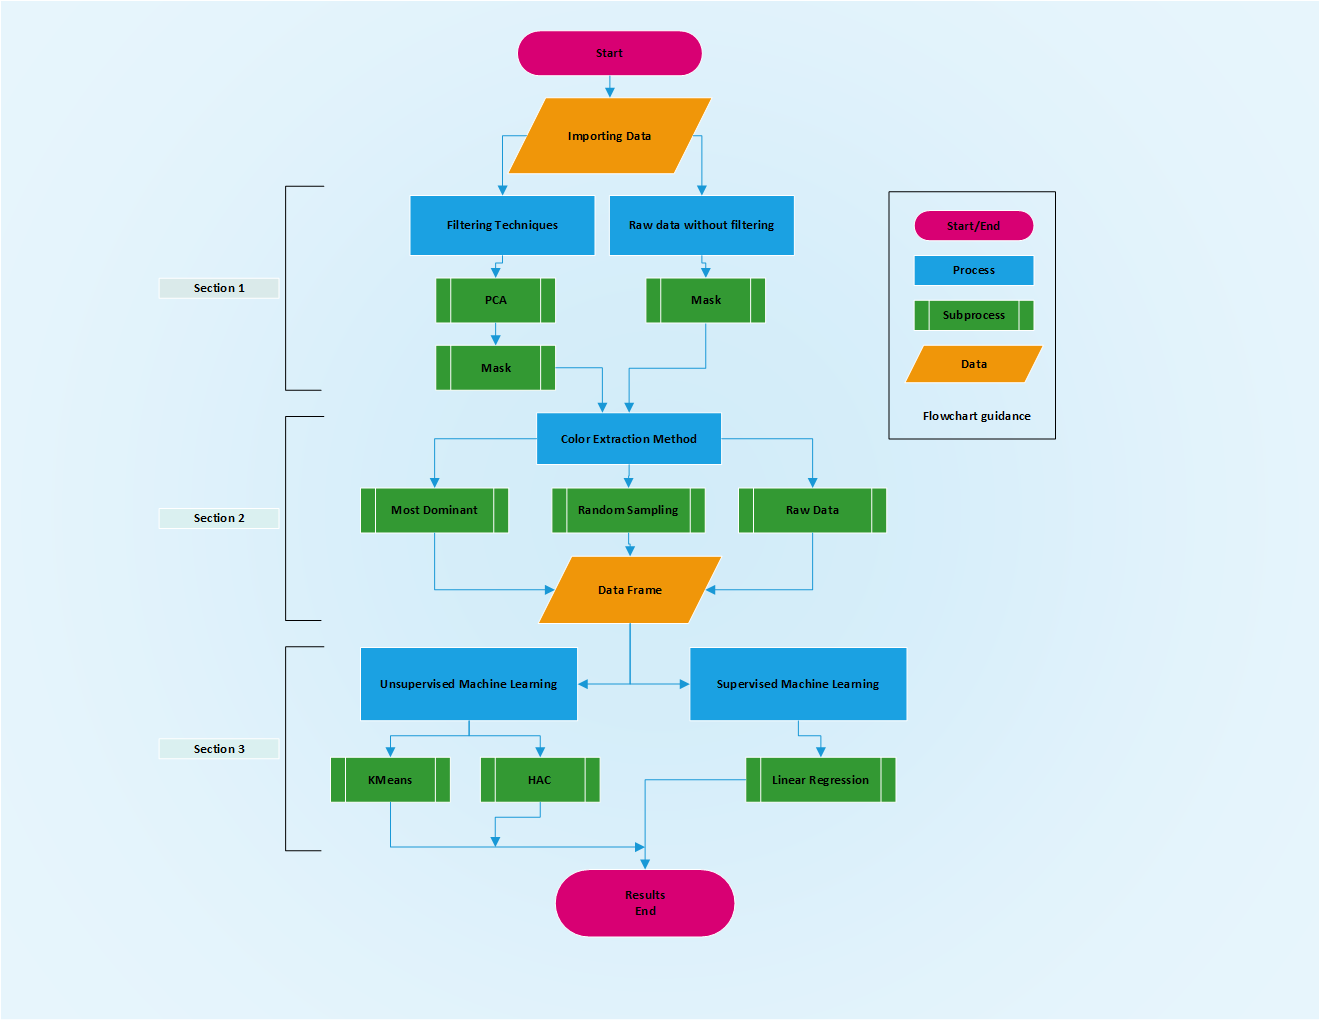 Start
Importing Data
Filtering Techniques
Raw data without filtering
Start/End
Process
Section 1
PCA
Mask
Subprocess
Mask
Data
Flowchart guidance
Color Extraction Method
Section 2
Most Dominant
Random Sampling
Raw Data
Data Frame
Unsupervised Machine Learning
Supervised Machine Learning
Section 3
KMeans
HAC
Linear Regression
Results
End